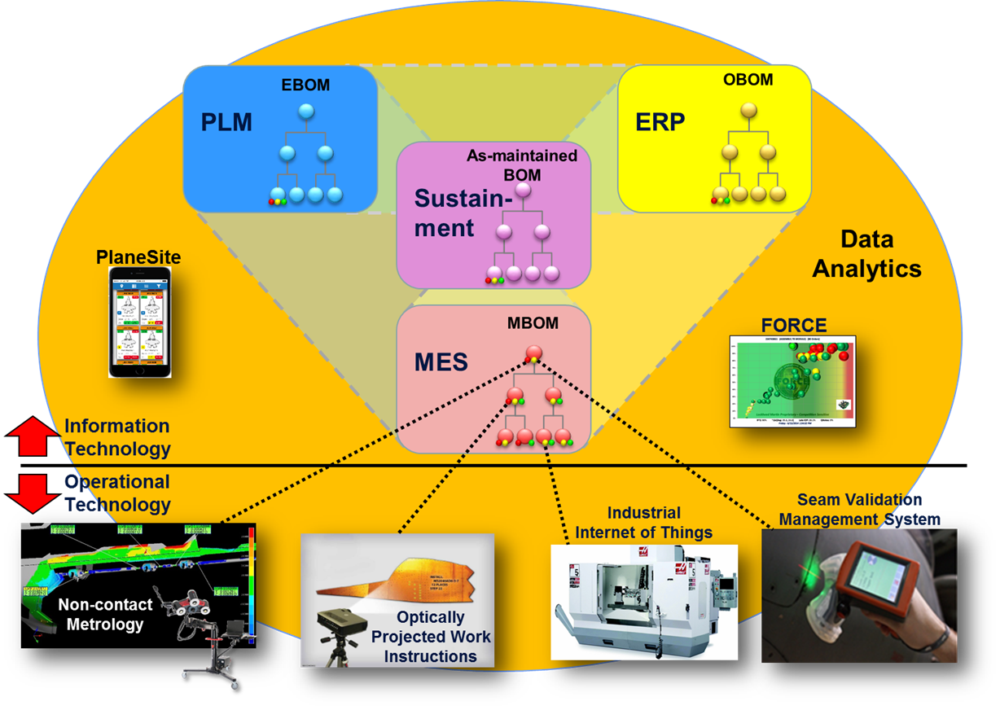 EBOM
PLM
OBOM
ERP
As-maintained
BOM
Sustain-
ment
Data
Analytics
PlaneSite
FORCE
FORCE
MBOM
MES
Information
Technology
Operational
Technology
Non-contact
Metrology
Optically
Projected Work
Instructions
Industrial
Internet of Things
Seam Validation
Management System